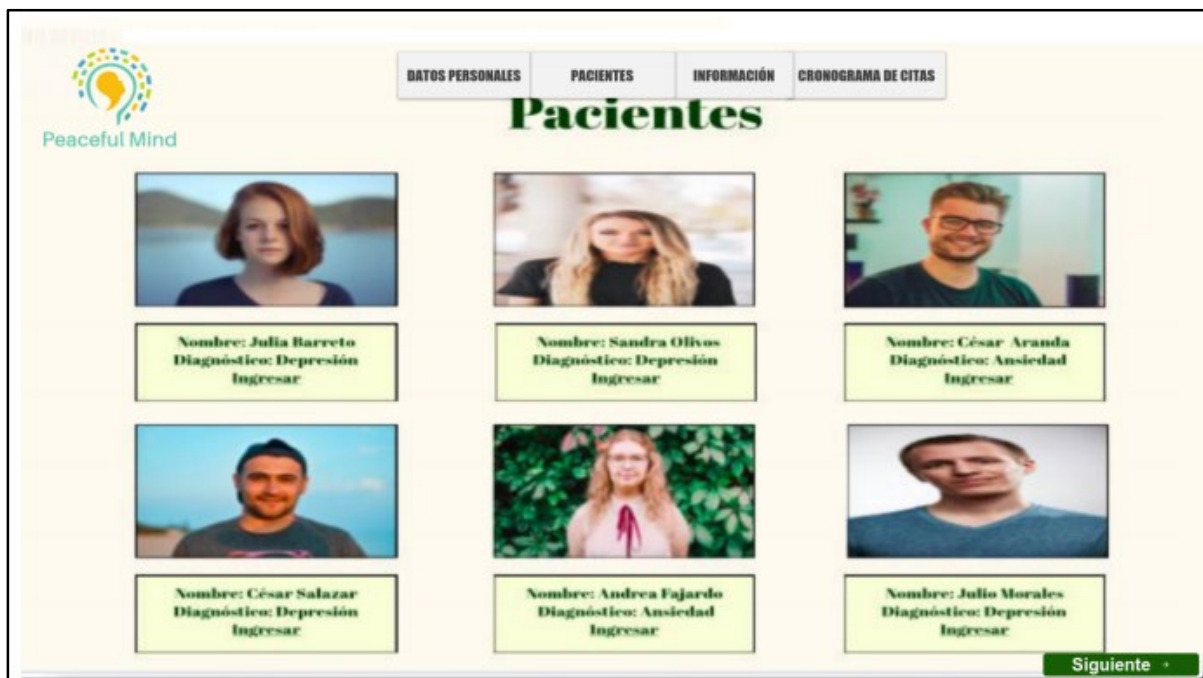 Peaceful Mind
DATOS PERSONALES
PACIENTES
INFORMACIÓN
CRONOGRAMA DE CITAS
Pacientes
Nombre: Julia Barreto
Diagnóstico: Depresión
Ingresar
Nombre: Sandra Olivos
Diagnóstico: Depresión
Ingresar
Nombre: César Aranda
Diagnóstico: Ansiedad
Ingresar
Nombre: César Salazar
Diagnóstico: Depresión
Ingresar
Nombre: Andrea Fajardo
Diagnóstico: Ansiedad
Ingresar
Nombre: Julio Morales
Diagnóstico: Depresión
Ingresar
Siguiente